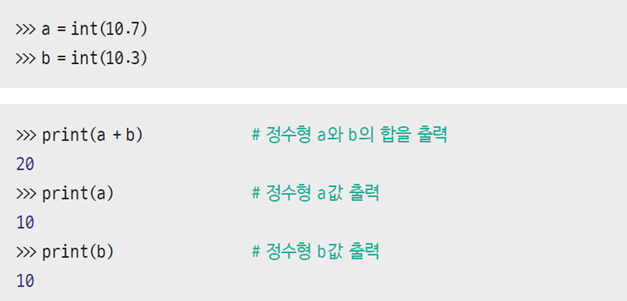 >>> a = int(10.7)
>>> b = int(10.3)
>>> print(a + b) # 정수형 a와 b의 합을 출력
20
>>> print(a) # 정수형 a값 출력
10
>>> print(b) # 정수형 b값 출력
10